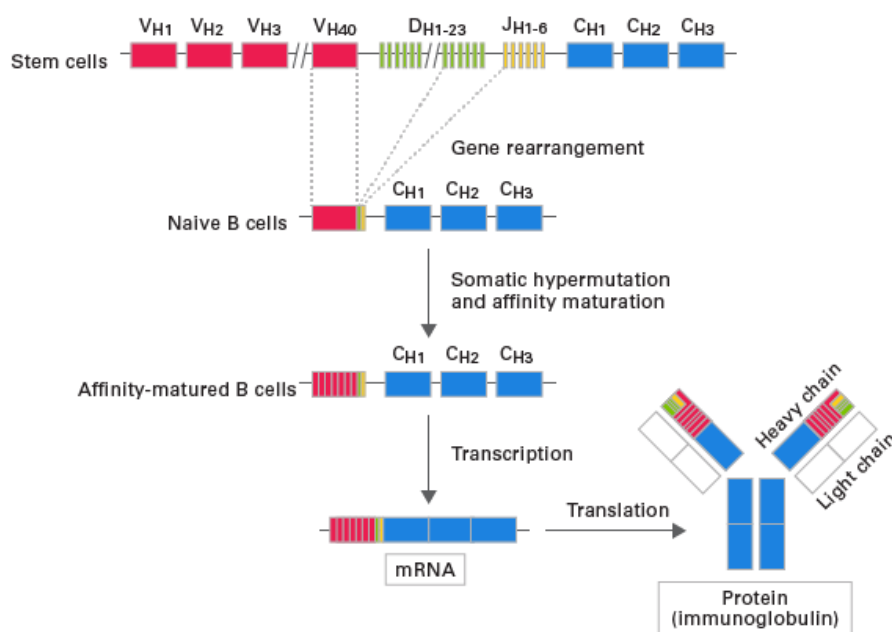 VH1 VH2 VH3 VH40 DH1-23 JH1-6 CH1 CH2 CH3
Stem cells
Gene rearrangement
CH1 CH2 CH3
Naive B cells
Somatic hypermutation
and affinity maturation
CH1 CH2 CH3
Affinity-matured B cells
Heavy chain
Light chain
Transcription
Translation
mRNA
Protein
(immunoglobulin)